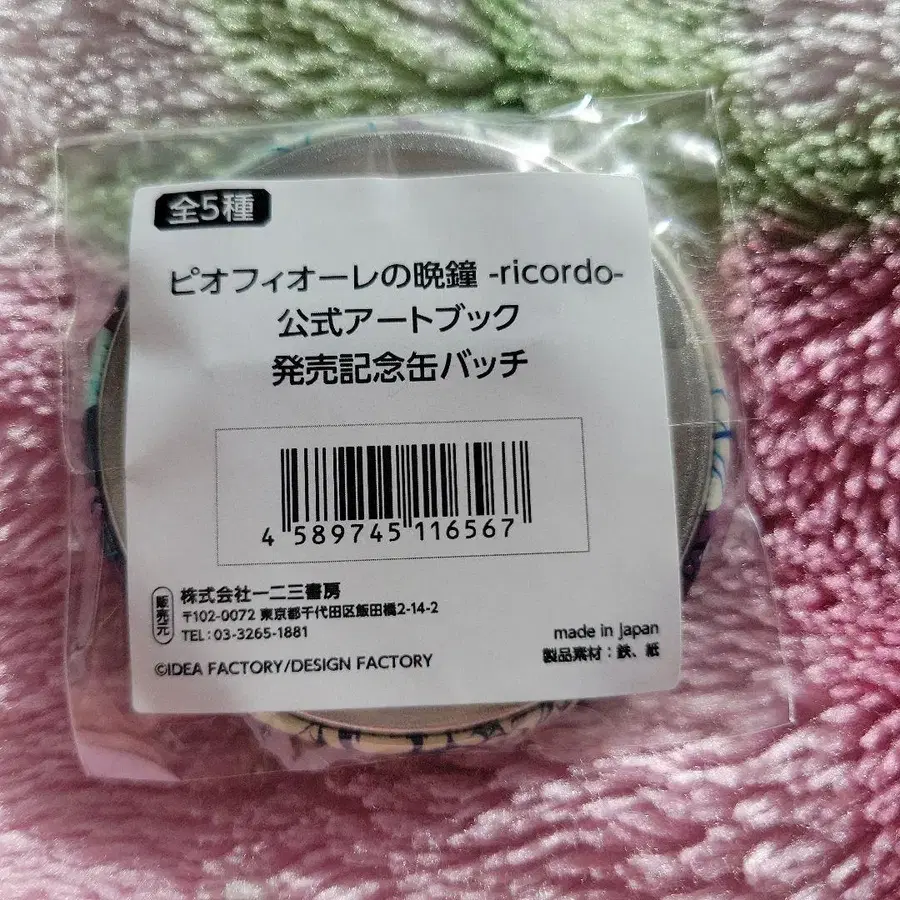 全5種
ピオフィオーレの晩鐘 -ricordo-
公式アートブック
発売記念缶バッチ
4 589745 116567
販売元
株式会社一二三書房
〒102-0072 東京都千代田区飯田橋2-14-2
TEL:03-3265-1881
©IDEA FACTORY/DESIGN FACTORY
made in japan
製品素材:鉄、紙